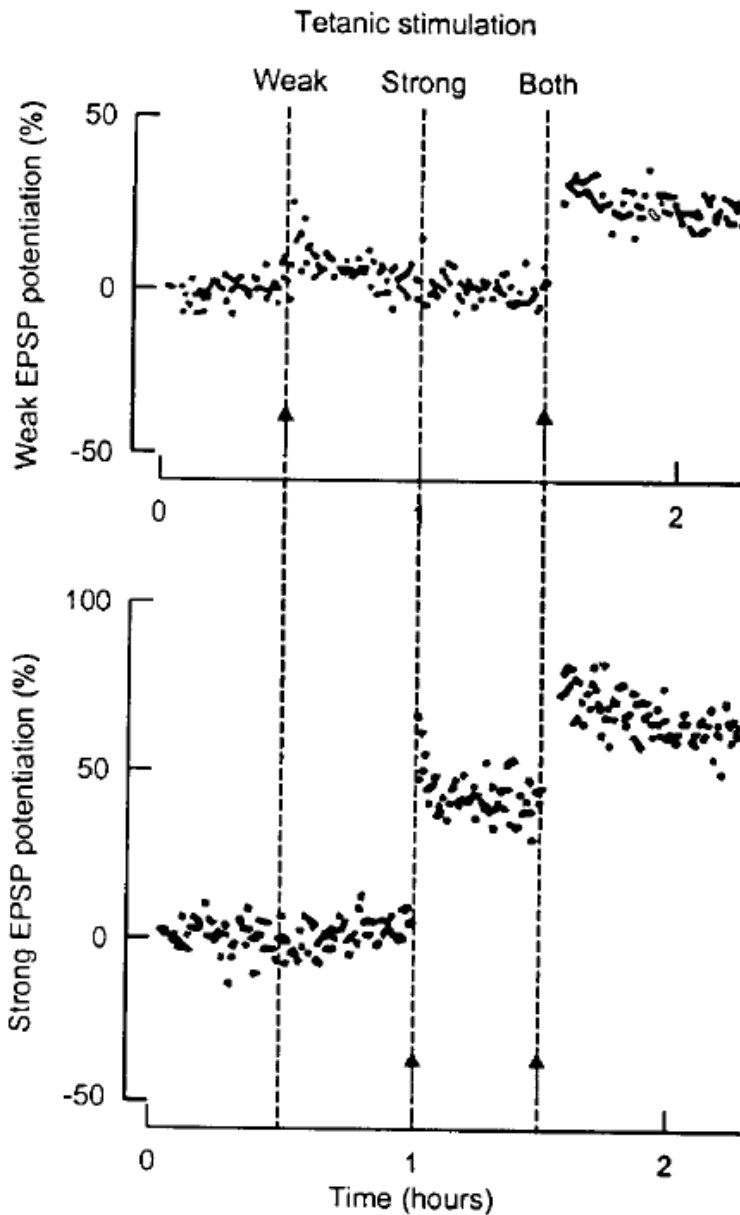 Tetanic stimulation
Weak Strong Both
Weak EPSP potentiation (%)
50
0
-50
0 1 2
Strong EPSP potentiation (%)
100
50
0
-50
0 1 2
Time (hours)